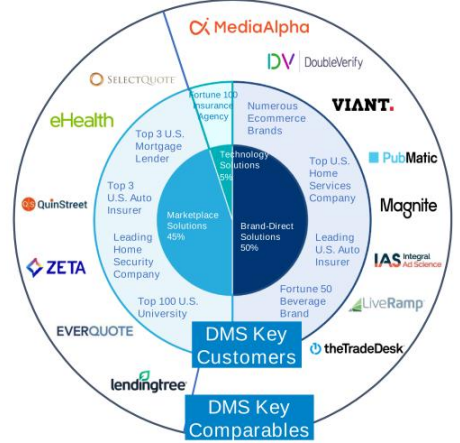 MediaAlpha
DV DoubleVerify
SELECTQUOTE
Fortune 100
Insurance
Agency
Numerous
Ecommerce
Brands
VIANT.
eHealth
Top 3 U.S.
Mortgage
Lender
Technology
Solutions
5%
Top U.S.
Home
Services
Company
PubMatic
Top 3
U.S. Auto
Insurer
QS QuinStreet
Marketplace
Solutions
45%
Brand-Direct
Solutions
50%
Magnite
Leading
Home
Security
Company
Leading
U.S. Auto
Insurer
ZETA
IAS Integral
Ad Science
Top 100 U.S.
University
Fortune 50
Beverage
Brand
LiveRamp
EVERQUOTE
DMS Key
Customers
theTradeDesk
lendingtree
DMS Key
Comparables